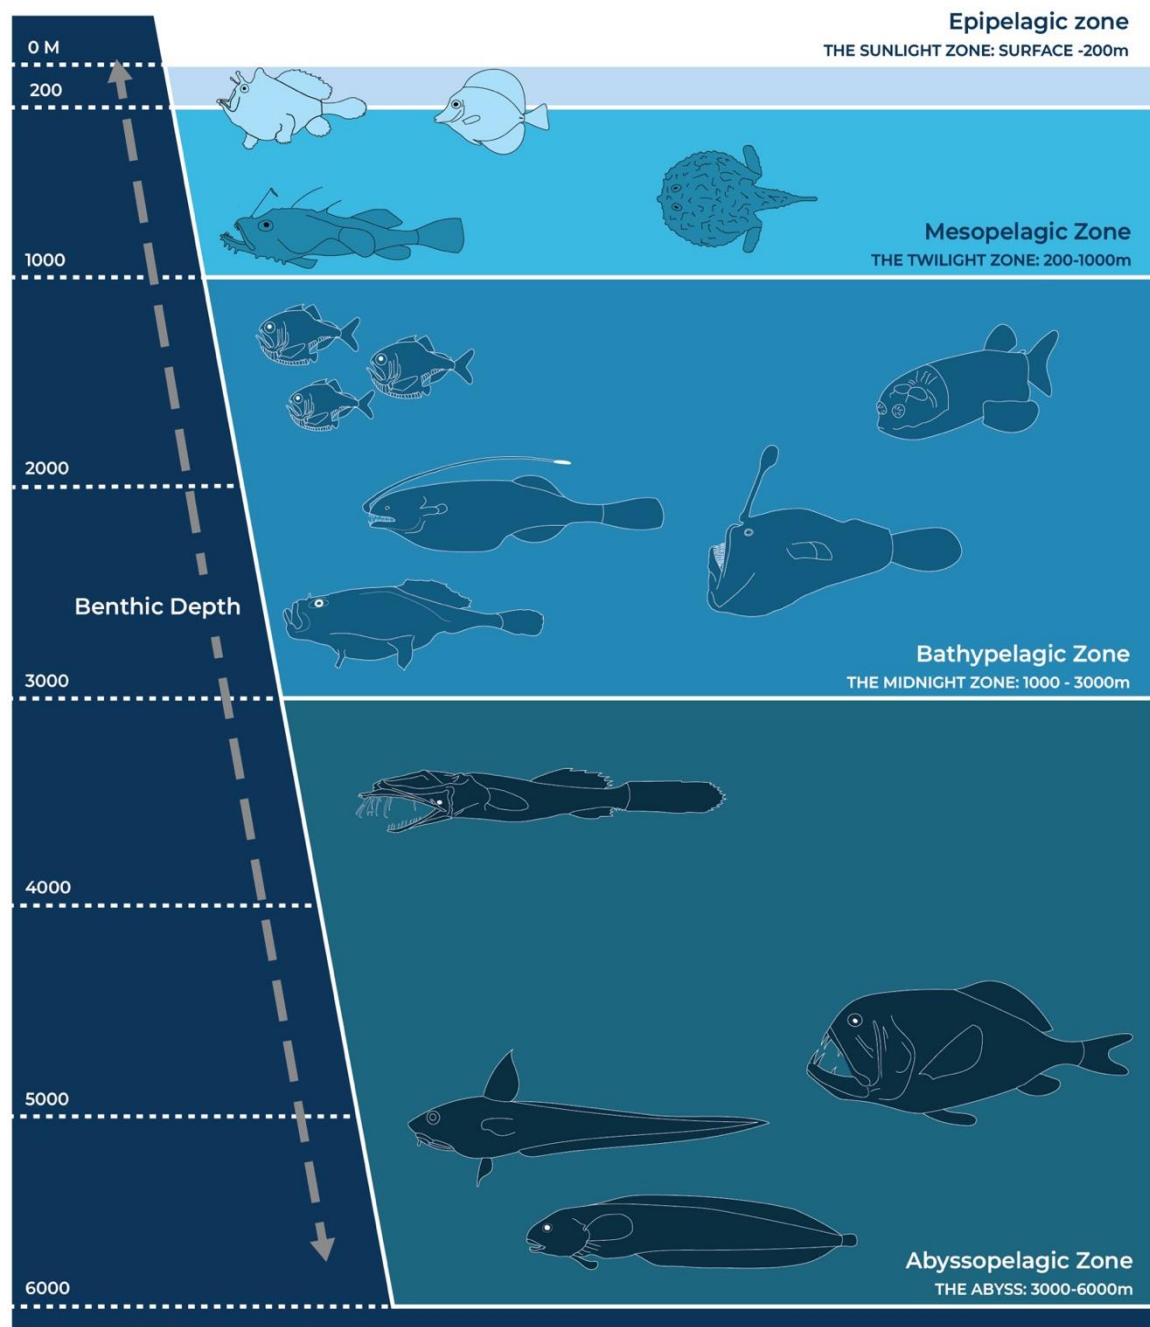 Epipelagic zone
THE SUNLIGHT ZONE: SURFACE -200m
0 M
200
Mesopelagic Zone
THE TWILIGHT ZONE: 200-1000m
1000
2000
Benthic Depth
Bathypelagic Zone
THE MIDNIGHT ZONE: 1000 - 3000m
3000
4000
5000
Abyssopelagic Zone
THE ABYSS: 3000-6000m
6000